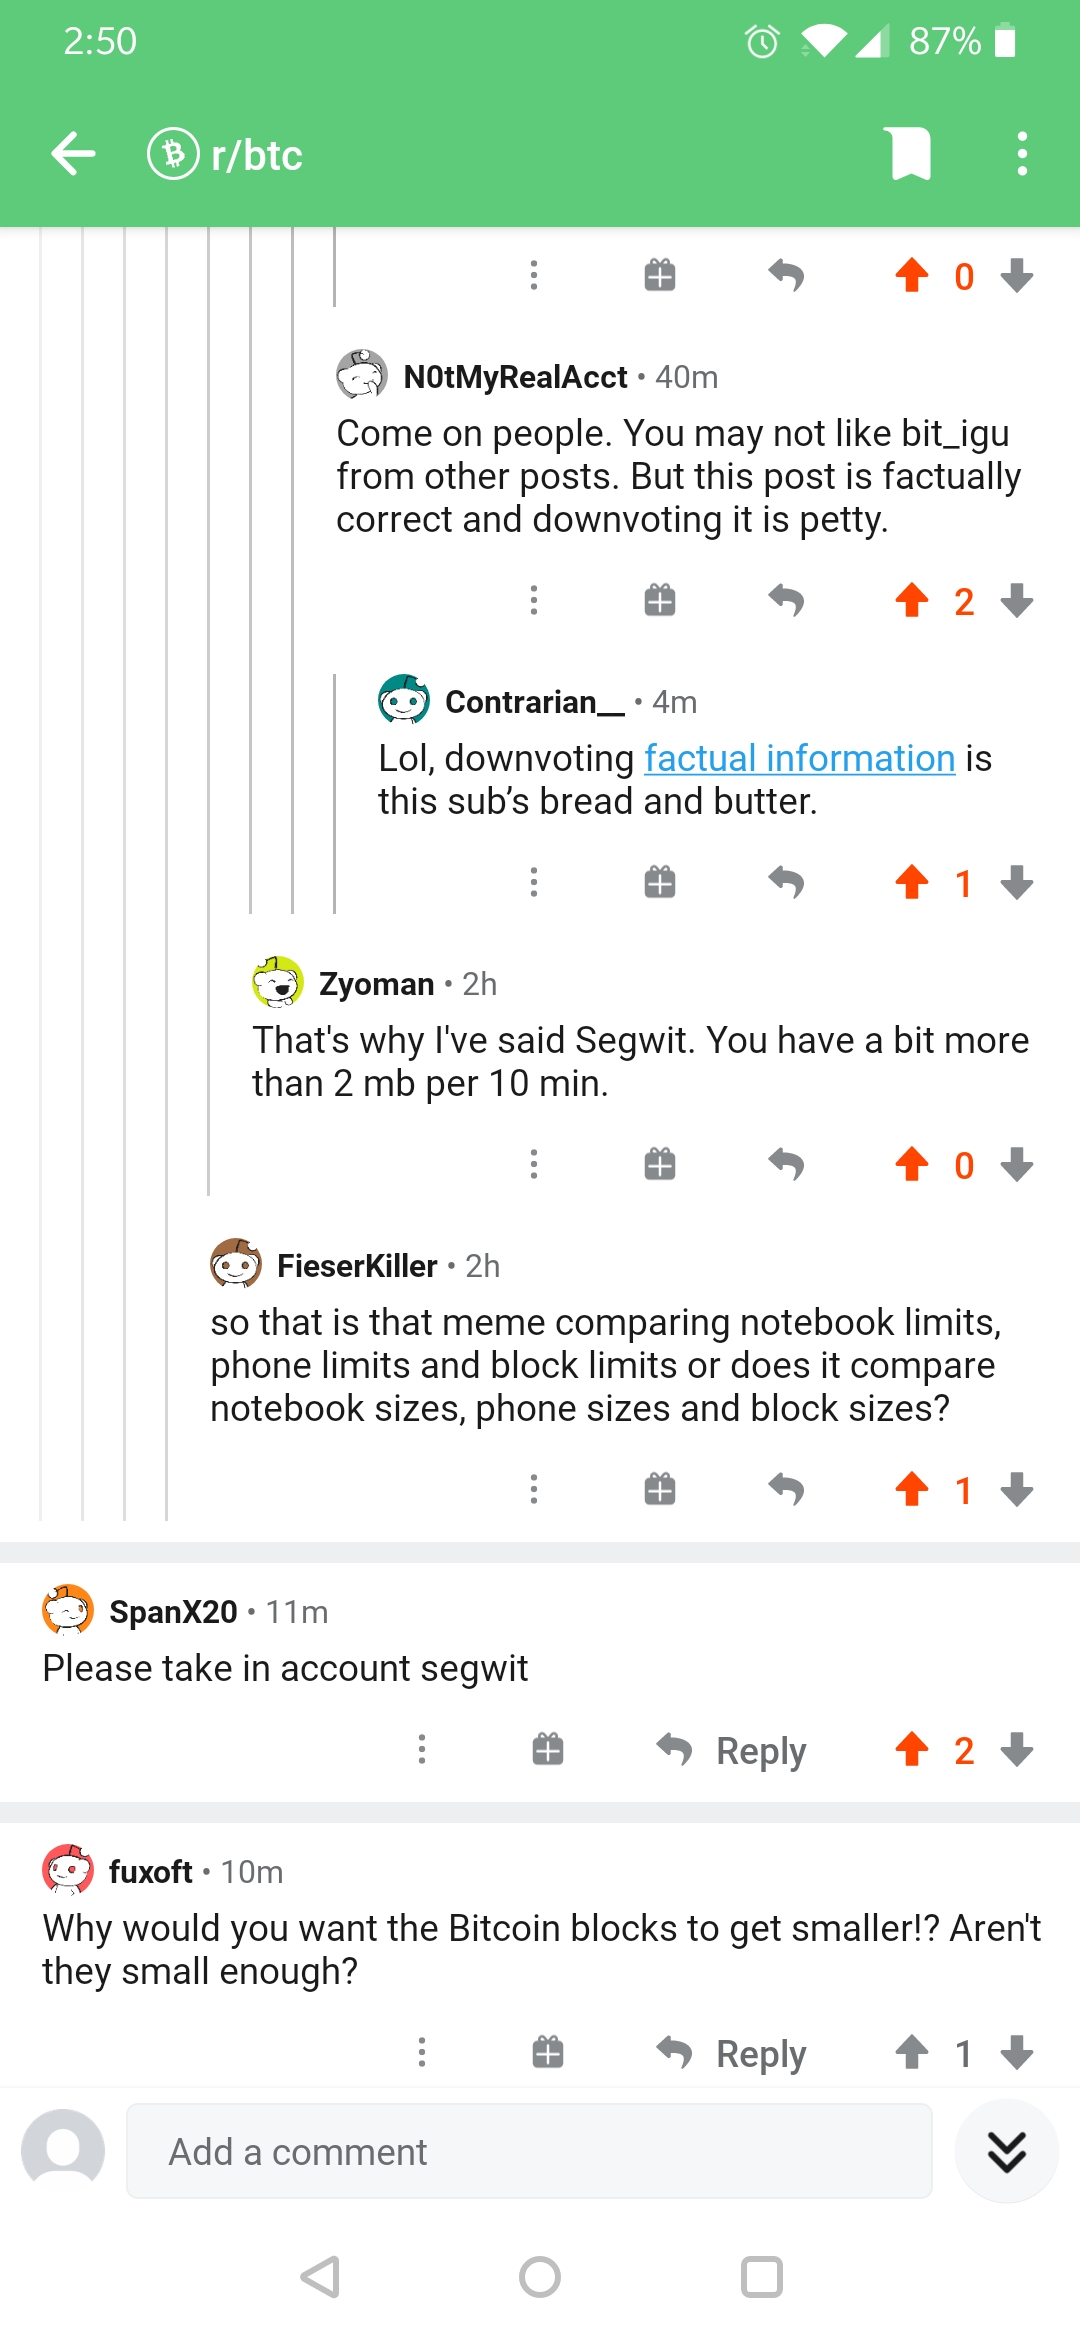 2:50
87%
r/btc
0
N0tMyRealAcct • 40m
Come on people. You may not like bit_igu
from other posts. But this post is factually
correct and downvoting it is petty.
2
Contrarian__ • 4m
Lol, downvoting factual information is
this sub’s bread and butter.
1
Zyoman • 2h
That's why I've said Segwit. You have a bit more
than 2 mb per 10 min.
0
FieserKiller • 2h
so that is that meme comparing notebook limits,
phone limits and block limits or does it compare
notebook sizes, phone sizes and block sizes?
1
SpanX20 • 11m
Please take in account segwit
Reply 2
fuxoft • 10m
Why would you want the Bitcoin blocks to get smaller!? Aren't
they small enough?
Reply 1
Add a comment